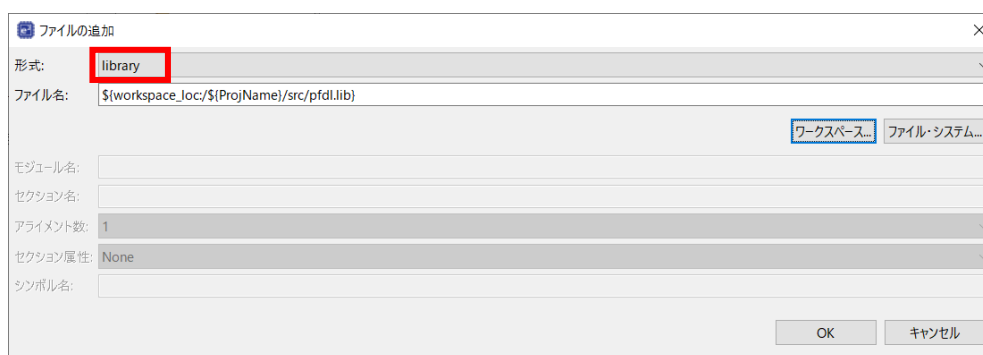 ファイルの追加
形式: library
ファイル名: ${workspace_loc:/${ProjName}/src/pfdl.lib}
ワークスペース... ファイル・システム...
モジュール名:
セクション名:
アライメント数: 1
セクション属性: None
シンボル名:
OK キャンセル